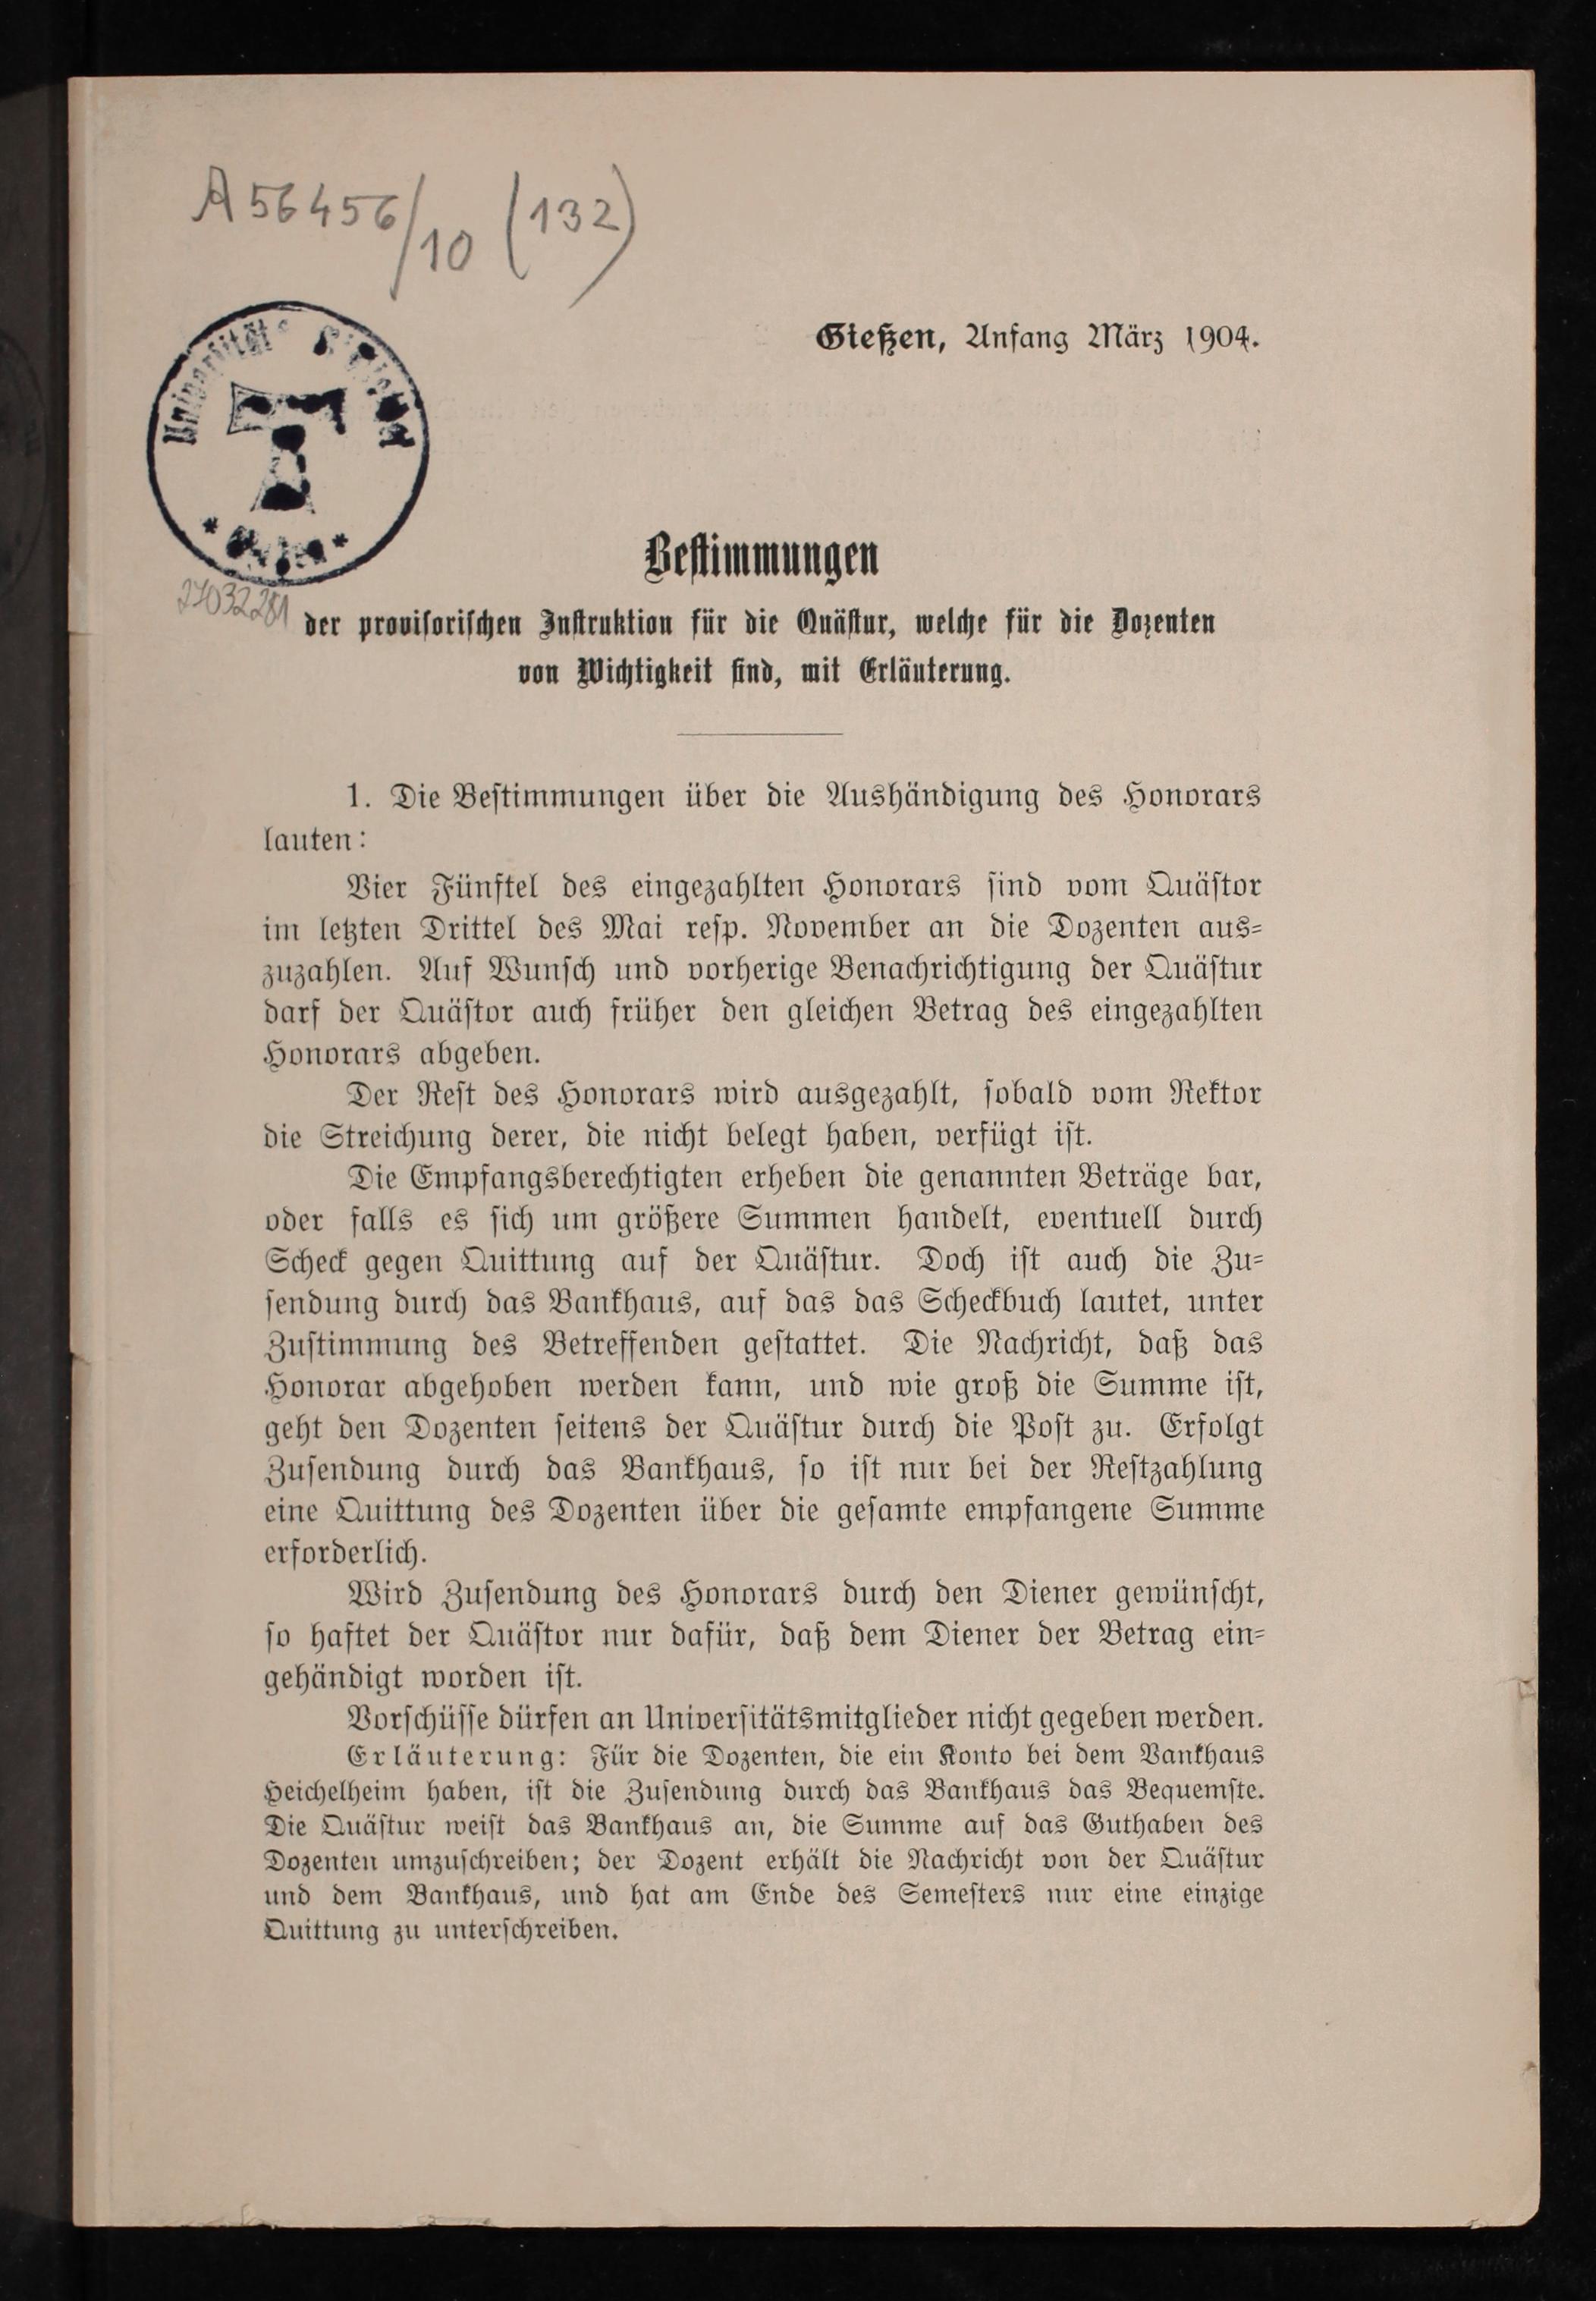 A 56456/10 (132)
Gießen, Anfang März 1904.
Universität
Bestimmungen
der provisorischen Instruktion für die Quästur, welche für die Dozenten
von Wichtigkeit sind, mit Erläuterung.
1. Die Bestimmungen über die Aushändigung des Honorars
lauten:
Vier Fünftel des eingezahlten Honorars sind vom Quästor
im letzten Drittel des Mai resp. November an die Dozenten aus-
zuzahlen. Auf Wunsch und vorherige Benachrichtigung der Quästur
darf der Quästor auch früher den gleichen Betrag des eingezahlten
Honorars abgeben.
Der Rest des Honorars wird ausgezahlt, sobald vom Rektor
die Streichung derer, die nicht belegt haben, verfügt ist.
Die Empfangsberechtigten erheben die genannten Beträge bar,
oder falls es sich um größere Summen handelt, eventuell durch
Scheck gegen Quittung auf der Quästur. Doch ist auch die Zu-
sendung durch das Bankhaus, auf das das Scheckbuch lautet, unter
Zustimmung des Betreffenden gestattet. Die Nachricht, daß das
Honorar abgehoben werden kann, und wie groß die Summe ist,
geht den Dozenten seitens der Quästur durch die Post zu. Erfolgt
Zusendung durch das Bankhaus, so ist nur bei der Restzahlung
eine Quittung des Dozenten über die gesamte empfangene Summe
erforderlich.
Wird Zusendung des Honorars durch den Diener gewünscht,
so haftet der Quästor nur dafür, daß dem Diener der Betrag ein-
gehändigt worden ist.
Vorschüsse dürfen an Universitätsmitglieder nicht gegeben werden.
Erläuterung: Für die Dozenten, die ein Konto bei dem Bankhaus
Heichelheim haben, ist die Zusendung durch das Bankhaus das Bequemste.
Die Quästur weist das Bankhaus an, die Summe auf das Guthaben des
Dozenten umzuschreiben; der Dozent erhält die Nachricht von der Quästur
und dem Bankhaus, und hat am Ende des Semesters nur eine einzige
Quittung zu unterschreiben.